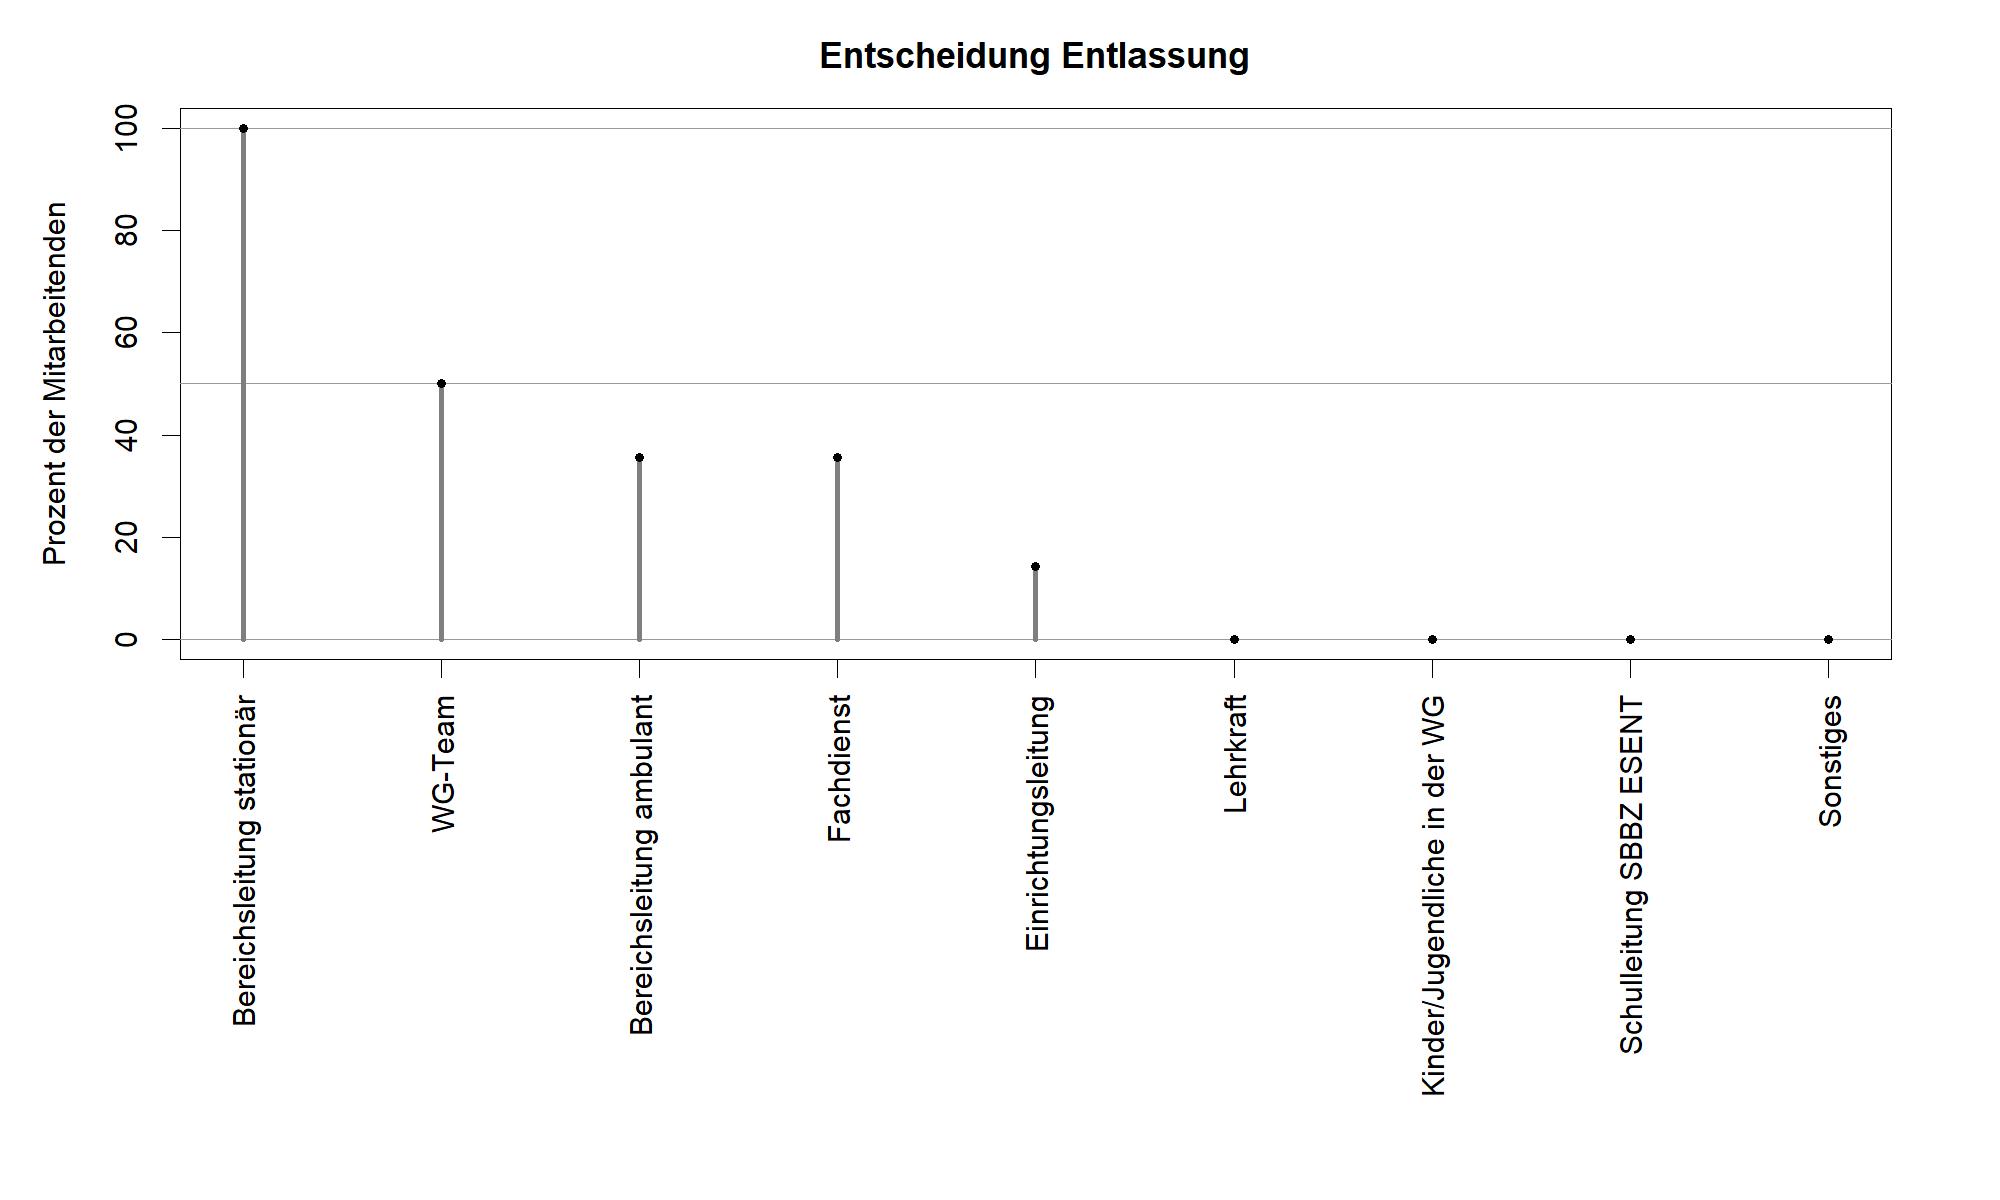 Entscheidung Entlassung
Prozent der Mitarbeitenden
100
80
60
40
20
0
Bereichsleitung stationär
WG-Team
Bereichsleitung ambulant
Fachdienst
Einrichtungsleitung
Lehrkraft
Kinder/Jugendliche in der WG
Schulleitung SBBZ ESENT
Sonstiges